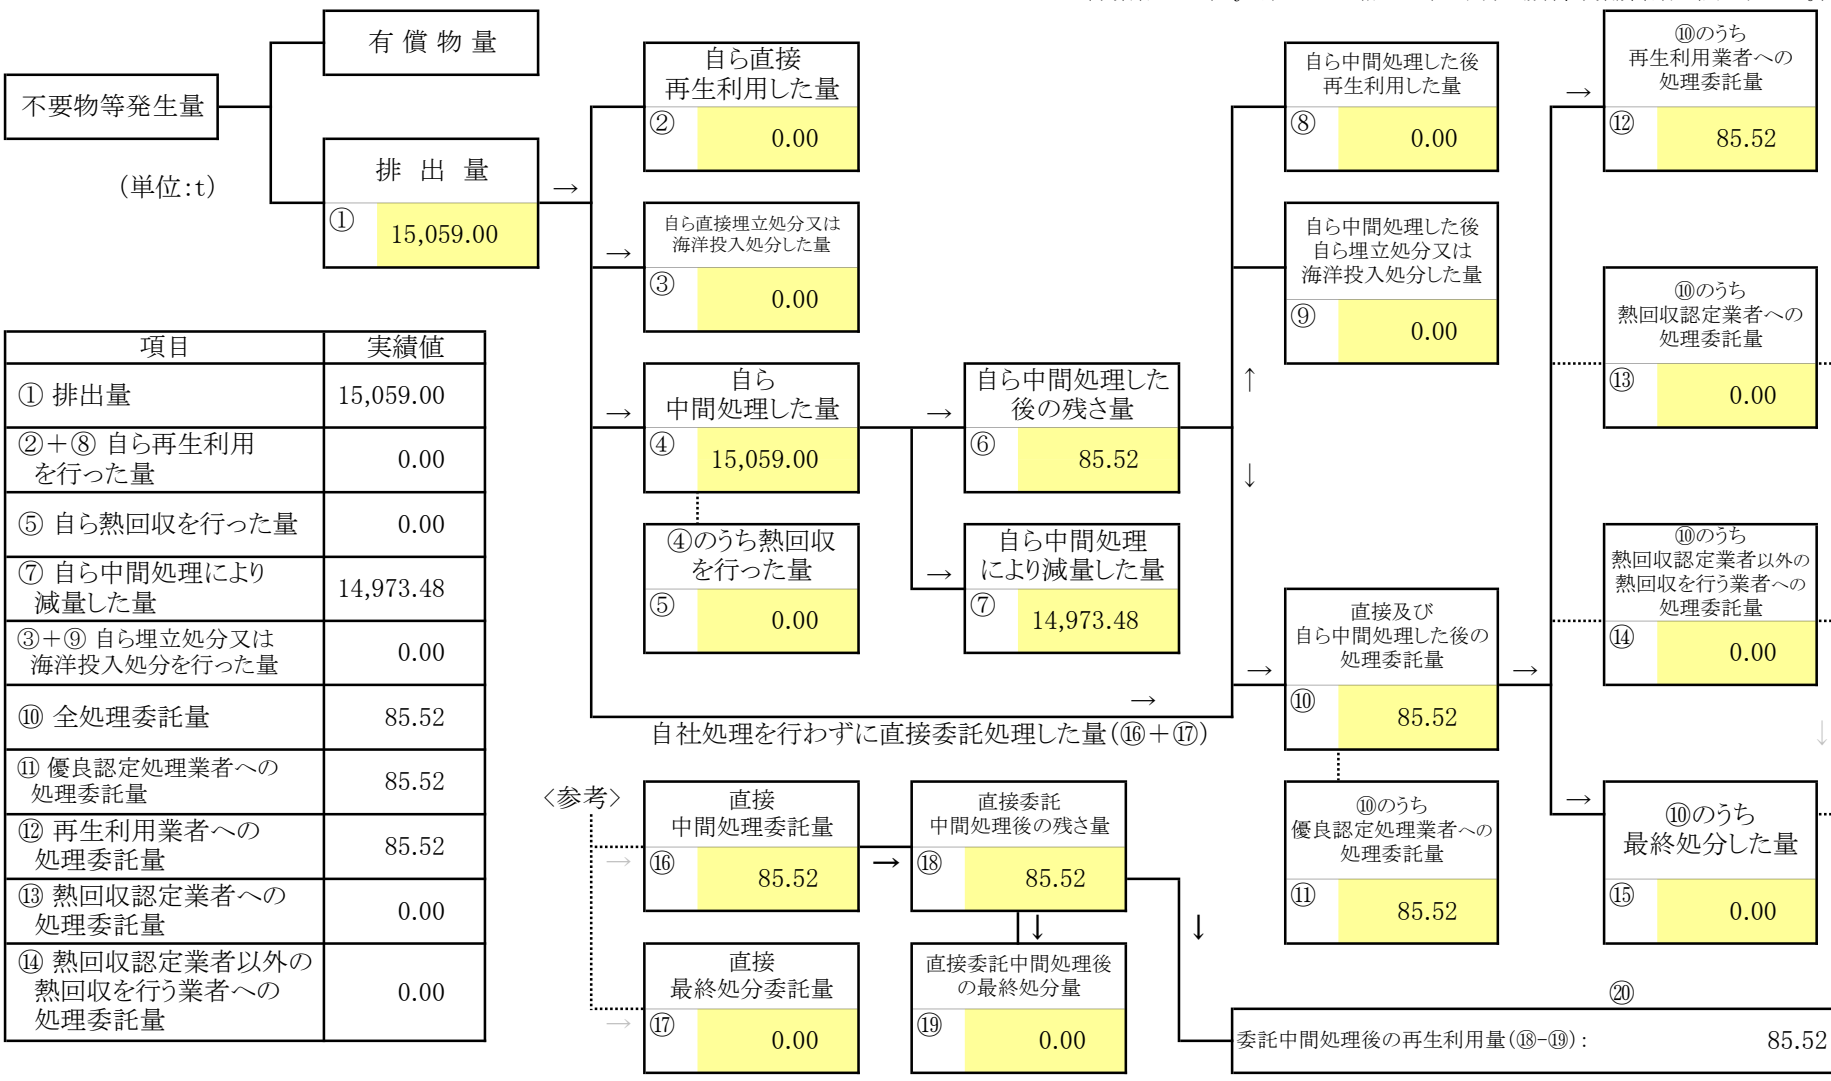 有 償 物 量
不要物等発生量
(単位:t)
排 出 量
①
15,059.00
→
自ら直接
再生利用した量
②
0.00
→
自ら直接埋立処分又は
海洋投入処分した量
③
0.00
→
自ら
中間処理した量
④
15,059.00
④のうち熱回収
を行った量
⑤
0.00
→
自ら中間処理した
後の残さ量
⑥
85.52
→
自ら中間処理
により減量した量
⑦
14,973.48
自ら中間処理した後
再生利用した量
⑧
0.00
自ら中間処理した後
自ら埋立処分又は
海洋投入処分した量
⑨
0.00
↑
↓
→
自社処理を行わずに直接委託処理した量(⑯+⑰)
→
直接及び
自ら中間処理した後の
処理委託量
⑩
85.52
→
⑩のうち
優良認定処理業者への
処理委託量
⑪
85.52
→
⑩のうち
再生利用業者への
処理委託量
⑫
85.52
⑩のうち
熱回収認定業者への
処理委託量
⑬
0.00
⑩のうち
熱回収認定業者以外の
熱回収を行う業者への
処理委託量
⑭
0.00
↓
→
⑩のうち
最終処分した量
⑮
0.00
項目 実績値
① 排出量 15,059.00
②+⑧ 自ら再生利用
を行った量 0.00
⑤ 自ら熱回収を行った量 0.00
⑦ 自ら中間処理により
減量した量 14,973.48
③+⑨ 自ら埋立処分又は
海洋投入処分を行った量 0.00
⑩ 全処理委託量 85.52
⑪ 優良認定処理業者への
処理委託量 85.52
⑫ 再生利用業者への
処理委託量 85.52
⑬ 熱回収認定業者への
処理委託量 0.00
⑭ 熱回収認定業者以外の
熱回収を行う業者への
処理委託量 0.00
<参考>
→
直接
中間処理委託量
⑯
85.52
→
直接委託
中間処理後の残さ量
⑱
85.52
↓
↓
→
直接
最終処分委託量
⑰
0.00
直接委託中間処理後
の最終処分量
⑲
0.00
⑳
委託中間処理後の再生利用量(⑱-⑲): 85.52